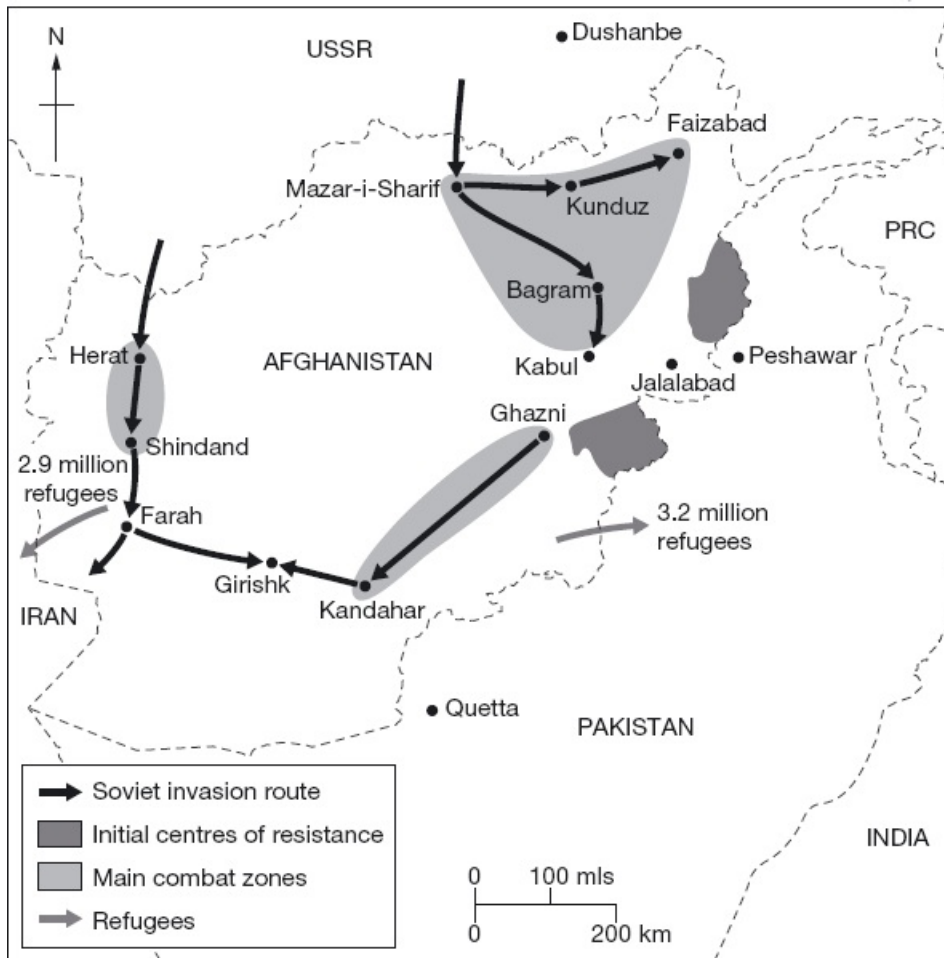 N
USSR
Dushanbe
Faizabad
Mazar-i-Sharif
Kunduz
PRC
Bagram
Herat
AFGHANISTAN
Kabul
Peshawar
Jalalabad
Ghazni
Shindand
2.9 million
refugees
Farah
3.2 million
refugees
Girishk
Kandahar
IRAN
Quetta
PAKISTAN
INDIA
Soviet invasion route
Initial centres of resistance
Main combat zones
Refugees
0 100 mls
0 200 km